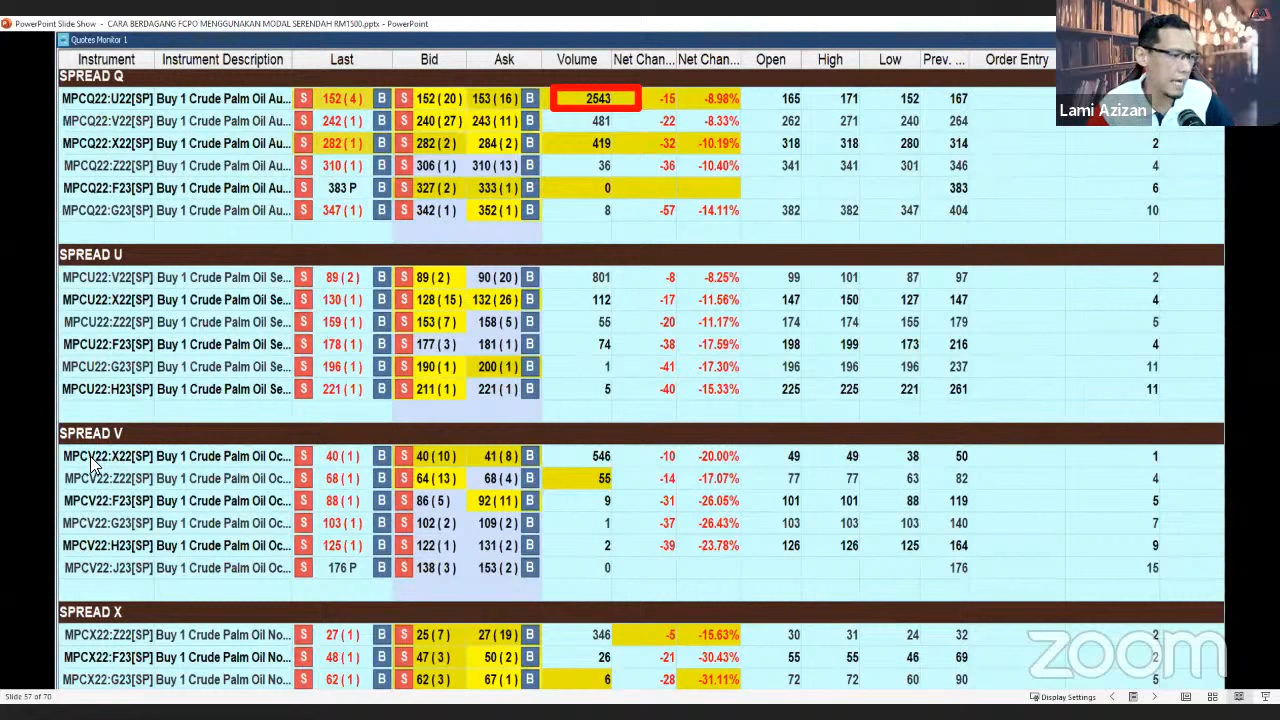 PowerPoint Slide Show - CARA BERDAGANG FCPO MENGGUNAKAN MODAL SERENDAH RM1500.pptx - PowerPoint
Quotes Monitor 1
Instrument Instrument Description Last Bid Ask Volume Net Chan... Net Chan... Open High Low Prev. ... Order Entry
SPREAD Q
MPCQ22:U22[SP] Buy 1 Crude Palm Oil Au... S 152 ( 4 ) B S 152 ( 20 ) 153 ( 16 ) B 2543 -15 -8.98% 165 171 152 167
MPCQ22:V22[SP] Buy 1 Crude Palm Oil Au... S 242 ( 1 ) B S 240 ( 27 ) 243 ( 11 ) B 481 -22 -8.33% 262 271 240 264
MPCQ22:X22[SP] Buy 1 Crude Palm Oil Au... S 282 ( 1 ) B S 282 ( 2 ) 284 ( 2 ) B 419 -32 -10.19% 318 318 280 314 2
MPCQ22:Z22[SP] Buy 1 Crude Palm Oil Au... S 310 ( 1 ) B S 306 ( 1 ) 310 ( 13 ) B 36 -36 -10.40% 341 341 301 346 4
MPCQ22:F23[SP] Buy 1 Crude Palm Oil Au... S 383 P B S 327 ( 2 ) 333 ( 1 ) B 0 383 6
MPCQ22:G23[SP] Buy 1 Crude Palm Oil Au... S 347 ( 1 ) B S 342 ( 1 ) 352 ( 1 ) B 8 -57 -14.11% 382 382 347 404 10
SPREAD U
MPCU22:V22[SP] Buy 1 Crude Palm Oil Se... S 89 ( 2 ) B S 89 ( 2 ) 90 ( 20 ) B 801 -8 -8.25% 99 101 87 97 2
MPCU22:X22[SP] Buy 1 Crude Palm Oil Se... S 130 ( 1 ) B S 128 ( 15 ) 132 ( 26 ) B 112 -17 -11.56% 147 150 127 147 4
MPCU22:Z22[SP] Buy 1 Crude Palm Oil Se... S 159 ( 1 ) B S 153 ( 7 ) 158 ( 5 ) B 55 -20 -11.17% 174 174 155 179 5
MPCU22:F23[SP] Buy 1 Crude Palm Oil Se... S 178 ( 1 ) B S 177 ( 3 ) 181 ( 1 ) B 74 -38 -17.59% 198 199 173 216 4
MPCU22:G23[SP] Buy 1 Crude Palm Oil Se... S 196 ( 1 ) B S 190 ( 1 ) 200 ( 1 ) B 1 -41 -17.30% 196 196 196 237 11
MPCU22:H23[SP] Buy 1 Crude Palm Oil Se... S 221 ( 1 ) B S 211 ( 1 ) 221 ( 1 ) B 5 -40 -15.33% 225 225 221 261 11
SPREAD V
MPCV22:X22[SP] Buy 1 Crude Palm Oil Oc... S 40 ( 1 ) B S 40 ( 10 ) 41 ( 8 ) B 546 -10 -20.00% 49 49 38 50 1
MPCV22:Z22[SP] Buy 1 Crude Palm Oil Oc... S 68 ( 1 ) B S 64 ( 13 ) 68 ( 4 ) B 55 -14 -17.07% 77 77 63 82 4
MPCV22:F23[SP] Buy 1 Crude Palm Oil Oc... S 88 ( 1 ) B S 86 ( 5 ) 92 ( 11 ) B 9 -31 -26.05% 101 101 88 119 5
MPCV22:G23[SP] Buy 1 Crude Palm Oil Oc... S 103 ( 1 ) B S 102 ( 2 ) 109 ( 2 ) B 1 -37 -26.43% 103 103 103 140 7
MPCV22:H23[SP] Buy 1 Crude Palm Oil Oc... S 125 ( 1 ) B S 122 ( 1 ) 131 ( 2 ) B 2 -39 -23.78% 126 126 125 164 9
MPCV22:J23[SP] Buy 1 Crude Palm Oil Oc... S 176 P B S 138 ( 3 ) 153 ( 2 ) B 0 176 15
SPREAD X
MPCX22:Z22[SP] Buy 1 Crude Palm Oil No... S 27 ( 1 ) B S 25 ( 7 ) 27 ( 19 ) B 346 -5 -15.63% 30 31 24 32 2
MPCX22:F23[SP] Buy 1 Crude Palm Oil No... S 48 ( 1 ) B S 47 ( 3 ) 50 ( 2 ) B 26 -21 -30.43% 55 55 46 69 2
MPCX22:G23[SP] Buy 1 Crude Palm Oil No... S 62 ( 1 ) B S 62 ( 3 ) 67 ( 1 ) B 6 -28 -31.11% 72 72 60 90 5
Lami Azizan
zoom
Slide 57 of 70
Display Settings